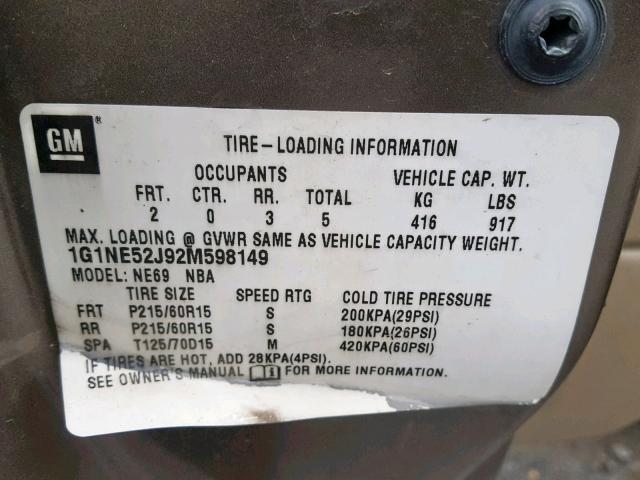 GM ®
TIRE-LOADING INFORMATION
OCCUPANTS VEHICLE CAP. WT.
FRT. CTR. RR. TOTAL KG LBS
2 0 3 5 416 917
MAX. LOADING @ GVWR SAME AS VEHICLE CAPACITY WEIGHT.
1G1NE52J92M598149
MODEL: NE69 NBA
TIRE SIZE SPEED RTG COLD TIRE PRESSURE
FRT P215/60R15 S 200KPA(29PSI)
RR P215/60R15 S 180KPA(26PSI)
SPA T125/70D15 M 420KPA(60PSI)
IF TIRES ARE HOT, ADD 28KPA(4PSI).
SEE OWNER'S MANUAL FOR MORE INFORMATION.